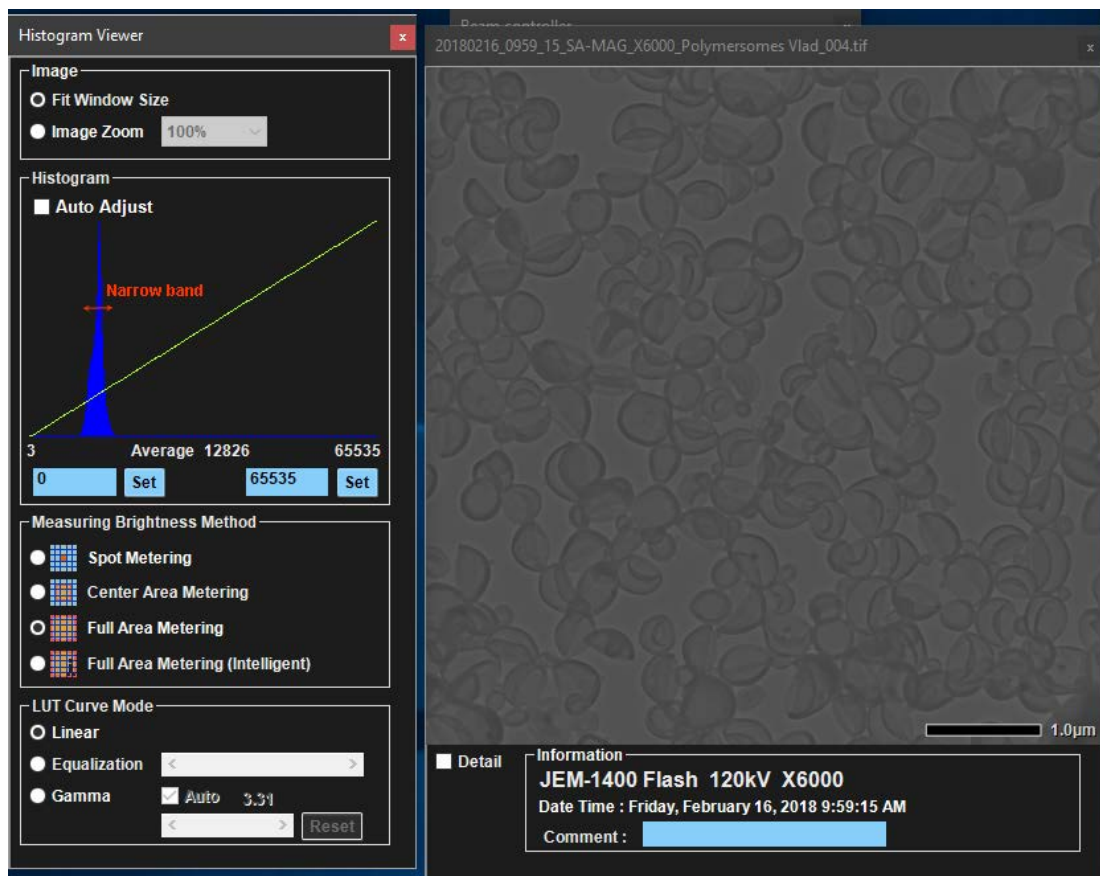 Beam controller
Histogram Viewer
x
Image
Fit Window Size
Image Zoom 100%
Histogram
Auto Adjust
Narrow band
3 Average 12826 65535
0 Set 65535 Set
Measuring Brightness Method
Spot Metering
Center Area Metering
Full Area Metering
Full Area Metering (Intelligent)
LUT Curve Mode
Linear
Equalization < >
Gamma Auto 3.31
< > Reset
20180216_0959_15_SA-MAG_X6000_Polymersomes Vlad_004.tif x
1.0µm
Detail
Information
JEM-1400 Flash 120kV X6000
Date Time : Friday, February 16, 2018 9:59:15 AM
Comment :